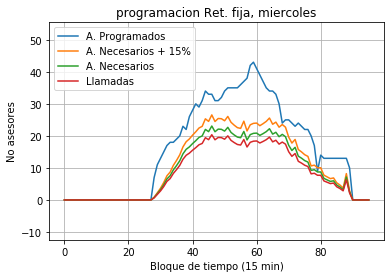 programacion Ret. fija, miercoles
A. Programados
A. Necesarios + 15%
A. Necesarios
Llamadas
50
40
30
20
10
0
−10
No asesores
0 20 40 60 80
Bloque de tiempo (15 min)